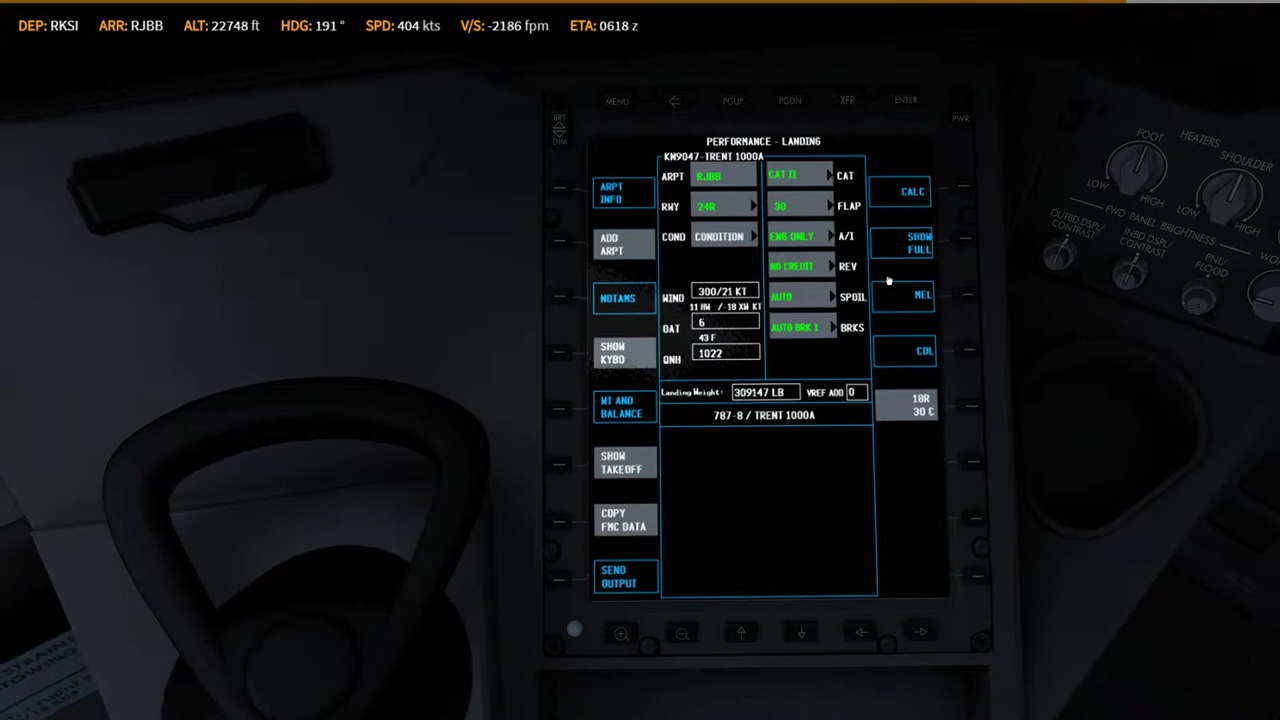 DEP: RKSI ARR: RJBB ALT: 22748 ft HDG: 191 ° SPD: 404 kts V/S: -2186 fpm ETA: 0618 z
MENU PGUP PGDN XFR ENTER
BRT
DIM
PWR
PERFORMANCE - LANDING
KN9047-TRENT 1000A
ARPT
INFO
ADD
ARPT
NOTAMS
SHOW
KYBD
WT AND
BALANCE
SHOW
TAKEOFF
COPY
FMC DATA
SEND
OUTPUT
ARPT RJBB
RWY 24R
COND CONDITION
WIND 300/21 KT
11 HW /-18 XW KT
OAT 6
43 F
QNH 1022
CAT II CAT
30 FLAP
ENG ONLY A/I
NO CREDIT REV
AUTO SPOIL
AUTO BRK 1 BRKS
Landing Weight: 309147 LB VREF ADD 0
787-8 / TRENT 1000A
CALC
SHOW
FULL
MEL
CDL
18R
30 C
HEATERS
FOOT
SHOULDER
LOW
HIGH
LOW
HIGH
FWD PANEL BRIGHTNESS
OUTBD DSPL/
CONTRAST
INBD DSPL/
CONTRAST
PNL/
FLOOD